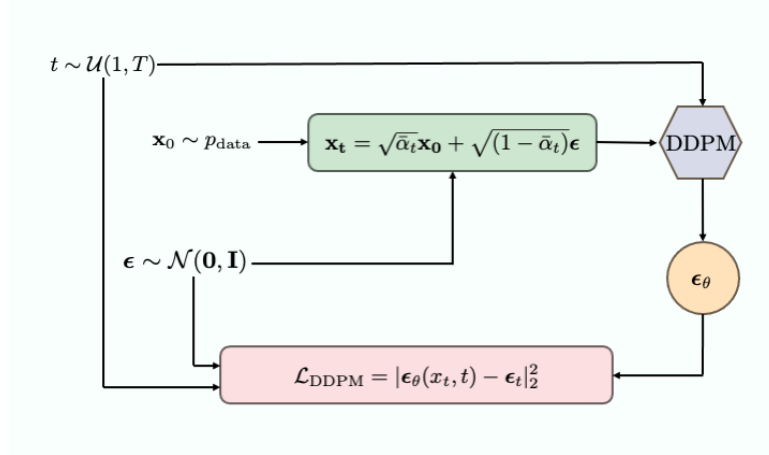 t ∼ 𝒰(1, T)
x₀ ∼ p_data
x_t = √ᾱ_t x₀ + √(1 − ᾱ_t) ϵ
DDPM
ϵ ∼ 𝒩(0, I)
ϵ_θ
ℒ_DDPM = |ϵ_θ(x_t, t) − ϵ_t|₂²